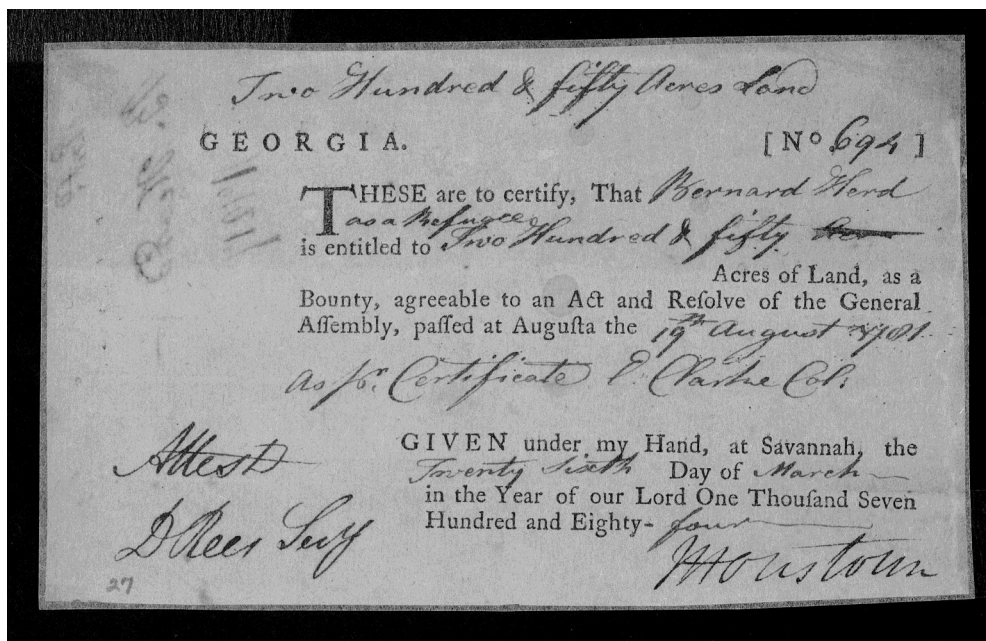 Two Hundred & fifty Acres Land
GEORGIA. [No 694]
THESE are to certify, That Bernard Herd
as a Refugee
is entitled to Two Hundred & fifty
Acres of Land, as a
Bounty, agreeable to an Act and Reſolve of the General
Aſſembly, paſſed at Auguſta the 19th August 1781.
As pr. Certificate E. Clarke Col:
GIVEN under my Hand, at Savannah, the
Attest
Twenty Sixth Day of March
in the Year of our Lord One Thouſand Seven
Hundred and Eighty- four
D Rees Secy
J Houstoun
27